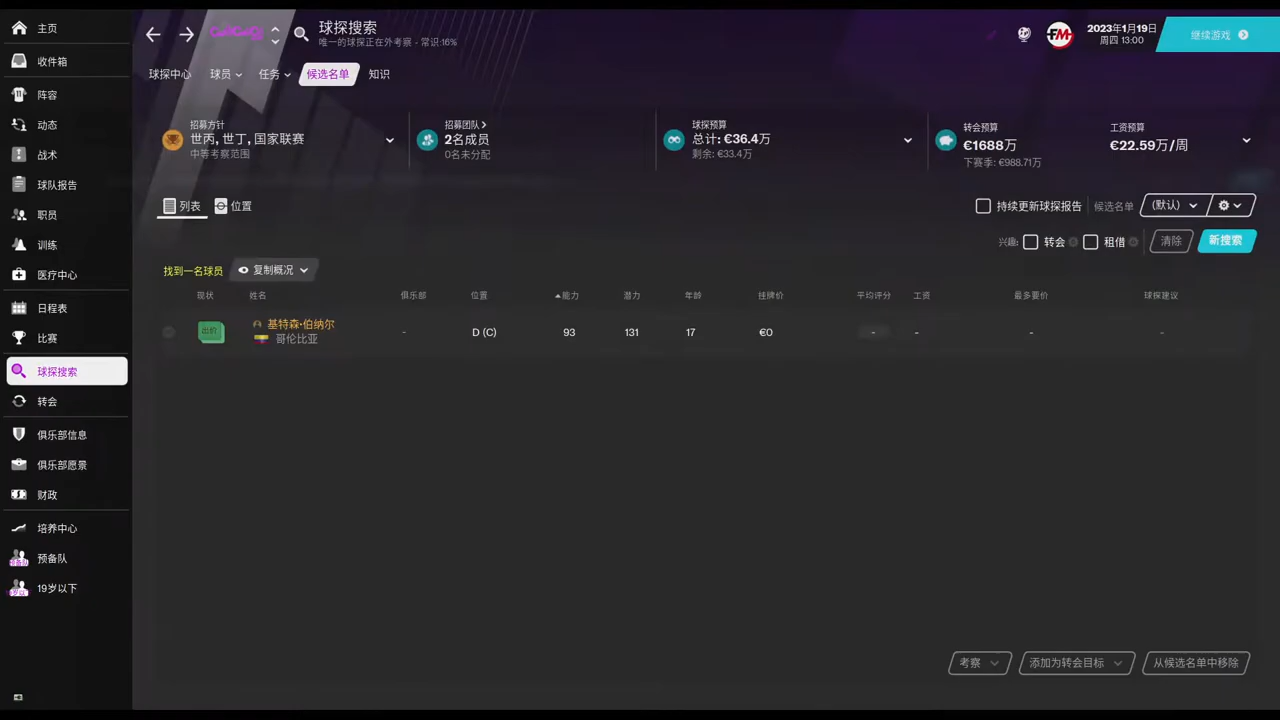 主页
收件箱
阵容
动态
战术
球队报告
职员
训练
医疗中心
日程表
比赛
球探搜索
转会
俱乐部信息
俱乐部愿景
财政
培养中心
预备队
19岁以下
球探搜索
唯一的球探正在外考察 - 常识:16%
FM
2023年1月19日
周四 13:00
继续游戏
球探中心
球员
任务
候选名单
知识
招募方针
世丙, 世丁, 国家联赛
中等考察范围
招募团队
2名成员
0名未分配
球探预算
总计: €36.4万
剩余: €33.4万
转会预算
€1688万
下赛季: €988.71万
工资预算
€22.59万/周
列表
位置
持续更新球探报告
候选名单
(默认)
兴趣:
转会
租借
清除
新搜索
找到一名球员
复制概况
现状 姓名 俱乐部 位置 能力 潜力 年龄 挂牌价 平均评分 工资 最多要价 球探建议
出价 基特森·伯纳尔 - D (C) 93 131 17 €0 - - - -
哥伦比亚
考察
添加为转会目标
从候选名单中移除